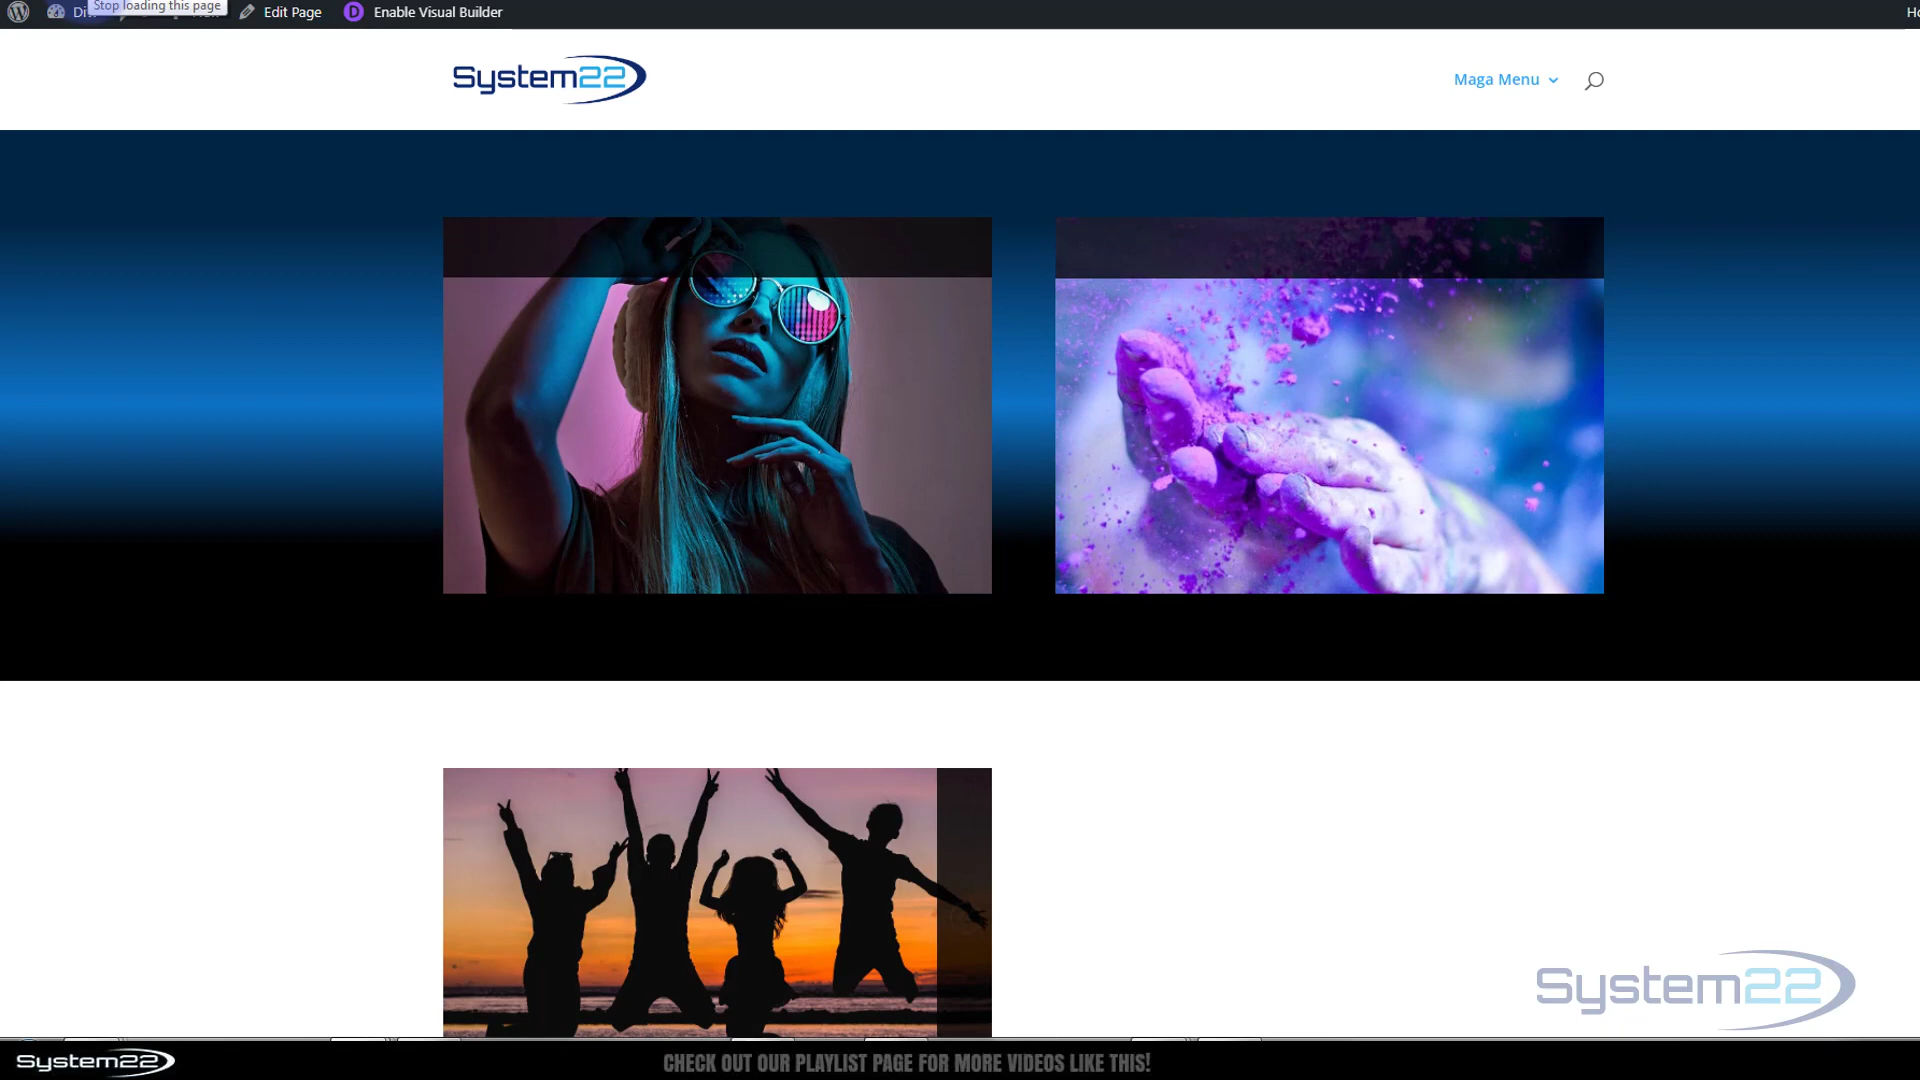 Stop loading this page
Edit Page
Enable Visual Builder
System22
Maga Menu
System22
System22
CHECK OUT OUR PLAYLIST PAGE FOR MORE VIDEOS LIKE THIS!